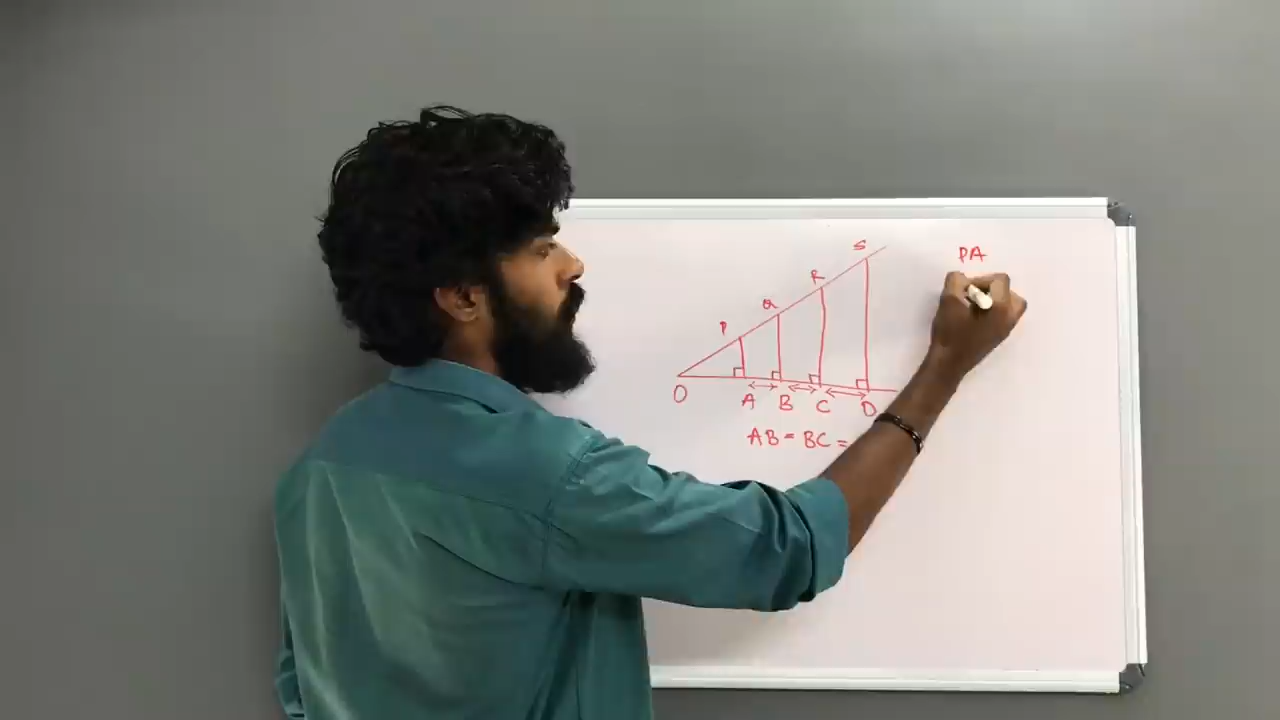 S
PA
R
Q
P
O A B C D
AB = BC =